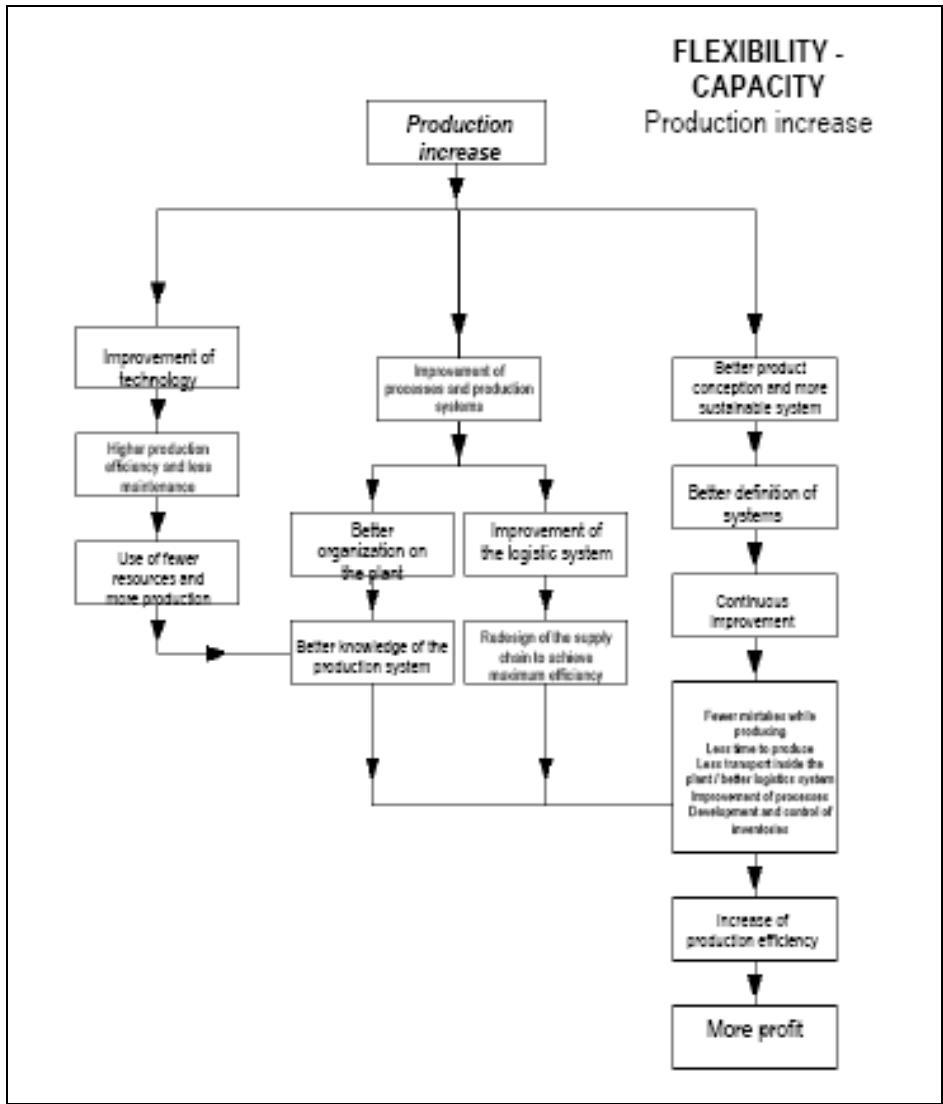 FLEXIBILITY -
CAPACITY
Production increase
Production
increase
Improvement of
technology
Improvement of
processes and production
systems
Better product
conception and more
sustainable system
Higher production
efficiency and less
maintenance
Better definition of
systems
Use of fewer
resources and
more production
Better
organization on
the plant
Improvement of
the logistic system
Continuous
Improvement
Better knowledge of the
production system
Redesign of the supply
chain to achieve
maximum efficiency
Fewer mistakes while
producing
Less time to produce
Less transport inside the
plant / better logistics system
Improvement of processes
Development and control of
inventories
Increase of
production efficiency
More profit